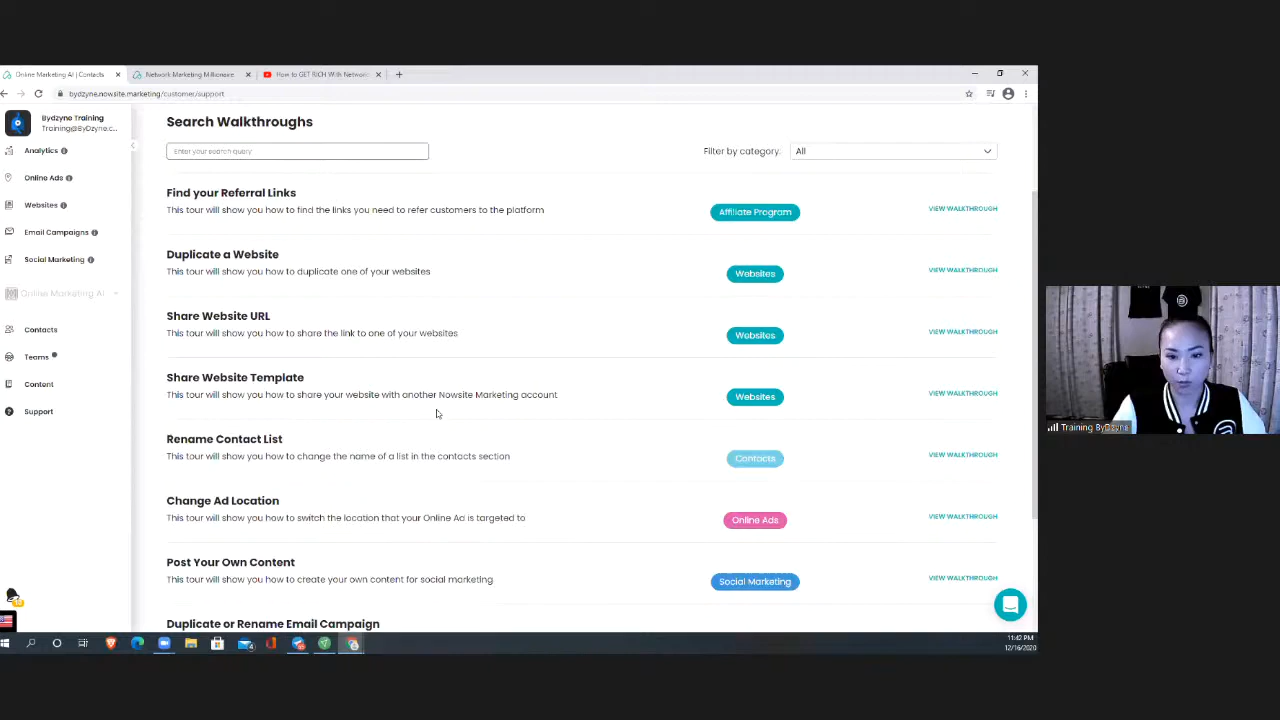 Online Marketing AI | Contacts
Network Marketing Millionaire
How to GET RICH With Networ
bydzyne.nowsite.marketing/customer/support
Bydzyne Training
Training@ByDzyne.c...
Analytics
Online Ads
Websites
Email Campaigns
Social Marketing
Online Marketing AI
Contacts
Teams
Content
Support
Search Walkthroughs
Enter your search query
Filter by category:
All
Find your Referral Links
This tour will show you how to find the links you need to refer customers to the platform
Affiliate Program
VIEW WALKTHROUGH
Duplicate a Website
This tour will show you how to duplicate one of your websites
Websites
VIEW WALKTHROUGH
Share Website URL
This tour will show you how to share the link to one of your websites
Websites
VIEW WALKTHROUGH
Share Website Template
This tour will show you how to share your website with another Nowsite Marketing account
Websites
VIEW WALKTHROUGH
Rename Contact List
This tour will show you how to change the name of a list in the contacts section
Contacts
VIEW WALKTHROUGH
Change Ad Location
This tour will show you how to switch the location that your Online Ad is targeted to
Online Ads
VIEW WALKTHROUGH
Post Your Own Content
This tour will show you how to create your own content for social marketing
Social Marketing
VIEW WALKTHROUGH
Duplicate or Rename Email Campaign
11:42 PM
12/16/2020
Training ByDzyne